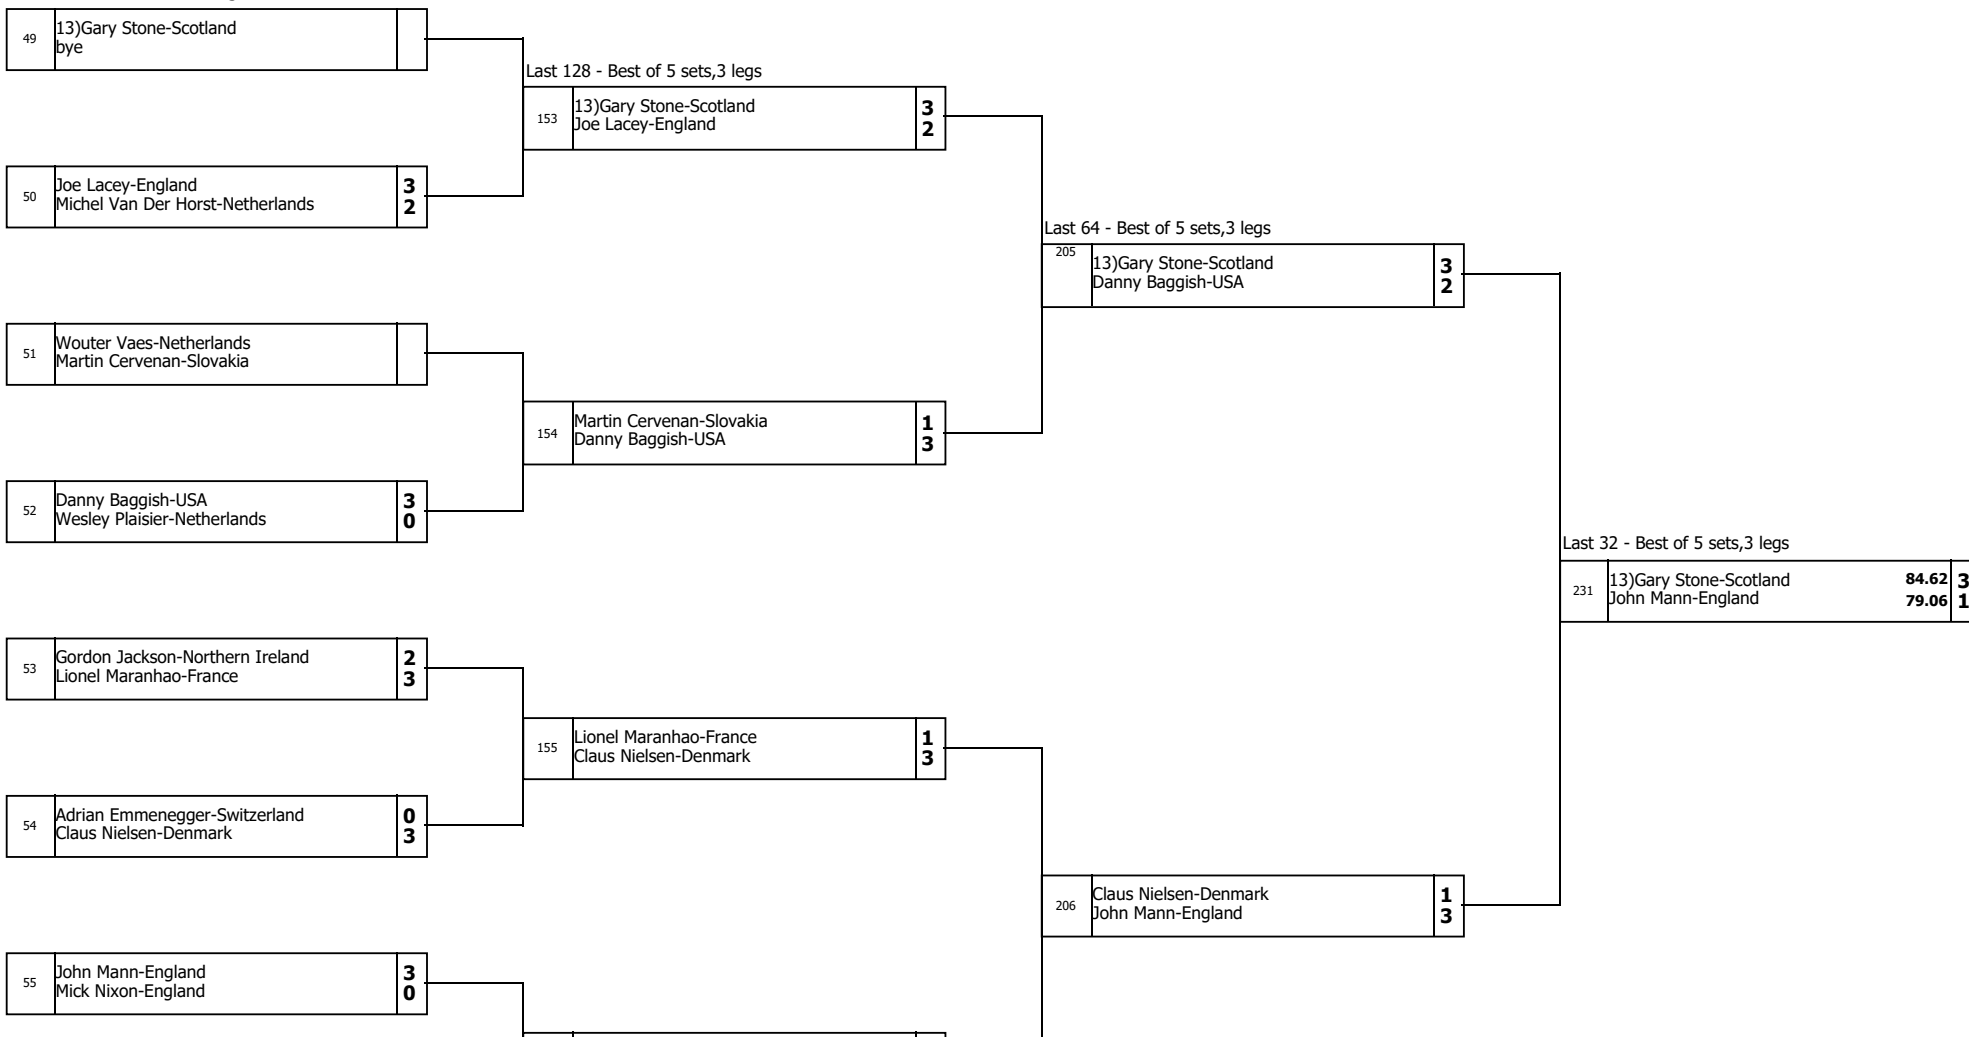 49
13)Gary Stone-Scotland
bye
Last 128 - Best of 5 sets,3 legs
153
13)Gary Stone-Scotland 3
Joe Lacey-England 2
50
Joe Lacey-England 3
Michel Van Der Horst-Netherlands 2
Last 64 - Best of 5 sets,3 legs
205
13)Gary Stone-Scotland 3
Danny Baggish-USA 2
51
Wouter Vaes-Netherlands
Martin Cervenan-Slovakia
154
Martin Cervenan-Slovakia 1
Danny Baggish-USA 3
52
Danny Baggish-USA 3
Wesley Plaisier-Netherlands 0
Last 32 - Best of 5 sets,3 legs
231
13)Gary Stone-Scotland 84.62 3
John Mann-England 79.06 1
53
Gordon Jackson-Northern Ireland 2
Lionel Maranhao-France 3
155
Lionel Maranhao-France 1
Claus Nielsen-Denmark 3
54
Adrian Emmenegger-Switzerland 0
Claus Nielsen-Denmark 3
206
Claus Nielsen-Denmark 1
John Mann-England 3
55
John Mann-England 3
Mick Nixon-England 0